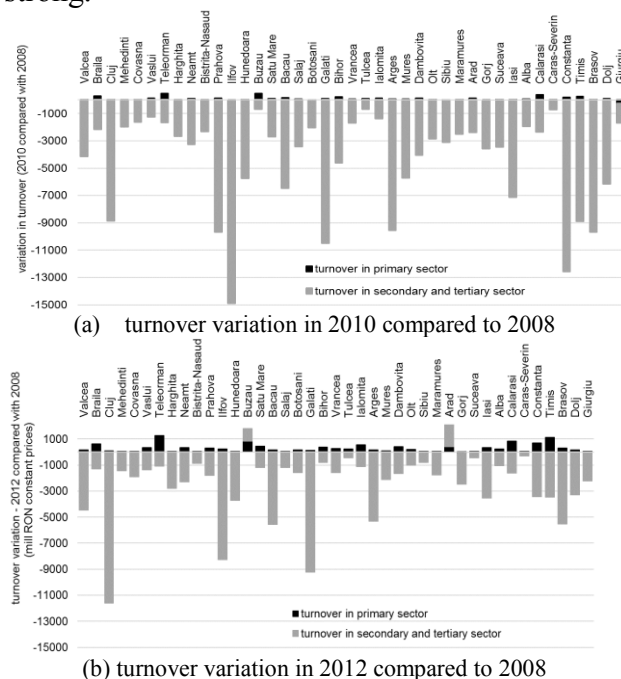 strong.
Valcea
Braila
Cluj
Mehedinti
Covasna
Vaslui
Teleorman
Harghita
Neamt
Bistrita-Nasaud
Prahova
Ilfov
Hunedoara
Buzau
Satu Mare
Bacau
Salaj
Botosani
Galati
Bihor
Vrancea
Tulcea
Ialomita
Arges
Mures
Dambovita
Olt
Sibiu
Maramures
Arad
Gorj
Suceava
Iasi
Alba
Calarasi
Caras-Severin
Constanta
Timis
Brasov
Dolj
Giurgiu
variation in turnover (2010 compared with 2008)
-1000
-3000
-5000
-7000
-9000
-11000
-13000
-15000
turnover in primary sector
turnover in secondary and tertiary sector
(a) turnover variation in 2010 compared to 2008
Valcea
Braila
Cluj
Mehedinti
Covasna
Vaslui
Teleorman
Harghita
Neamt
Bistrita-Nasaud
Prahova
Ilfov
Hunedoara
Buzau
Satu Mare
Bacau
Salaj
Botosani
Galati
Bihor
Vrancea
Tulcea
Ialomita
Arges
Mures
Dambovita
Olt
Sibiu
Maramures
Arad
Gorj
Suceava
Iasi
Alba
Calarasi
Caras-Severin
Constanta
Timis
Brasov
Dolj
Giurgiu
turnover variation - 2012 compared with 2008
(mill RON constant prices)
1000
-1000
-3000
-5000
-7000
-9000
-11000
-13000
-15000
turnover in primary sector
turnover in secondary and tertiary sector
(b) turnover variation in 2012 compared to 2008